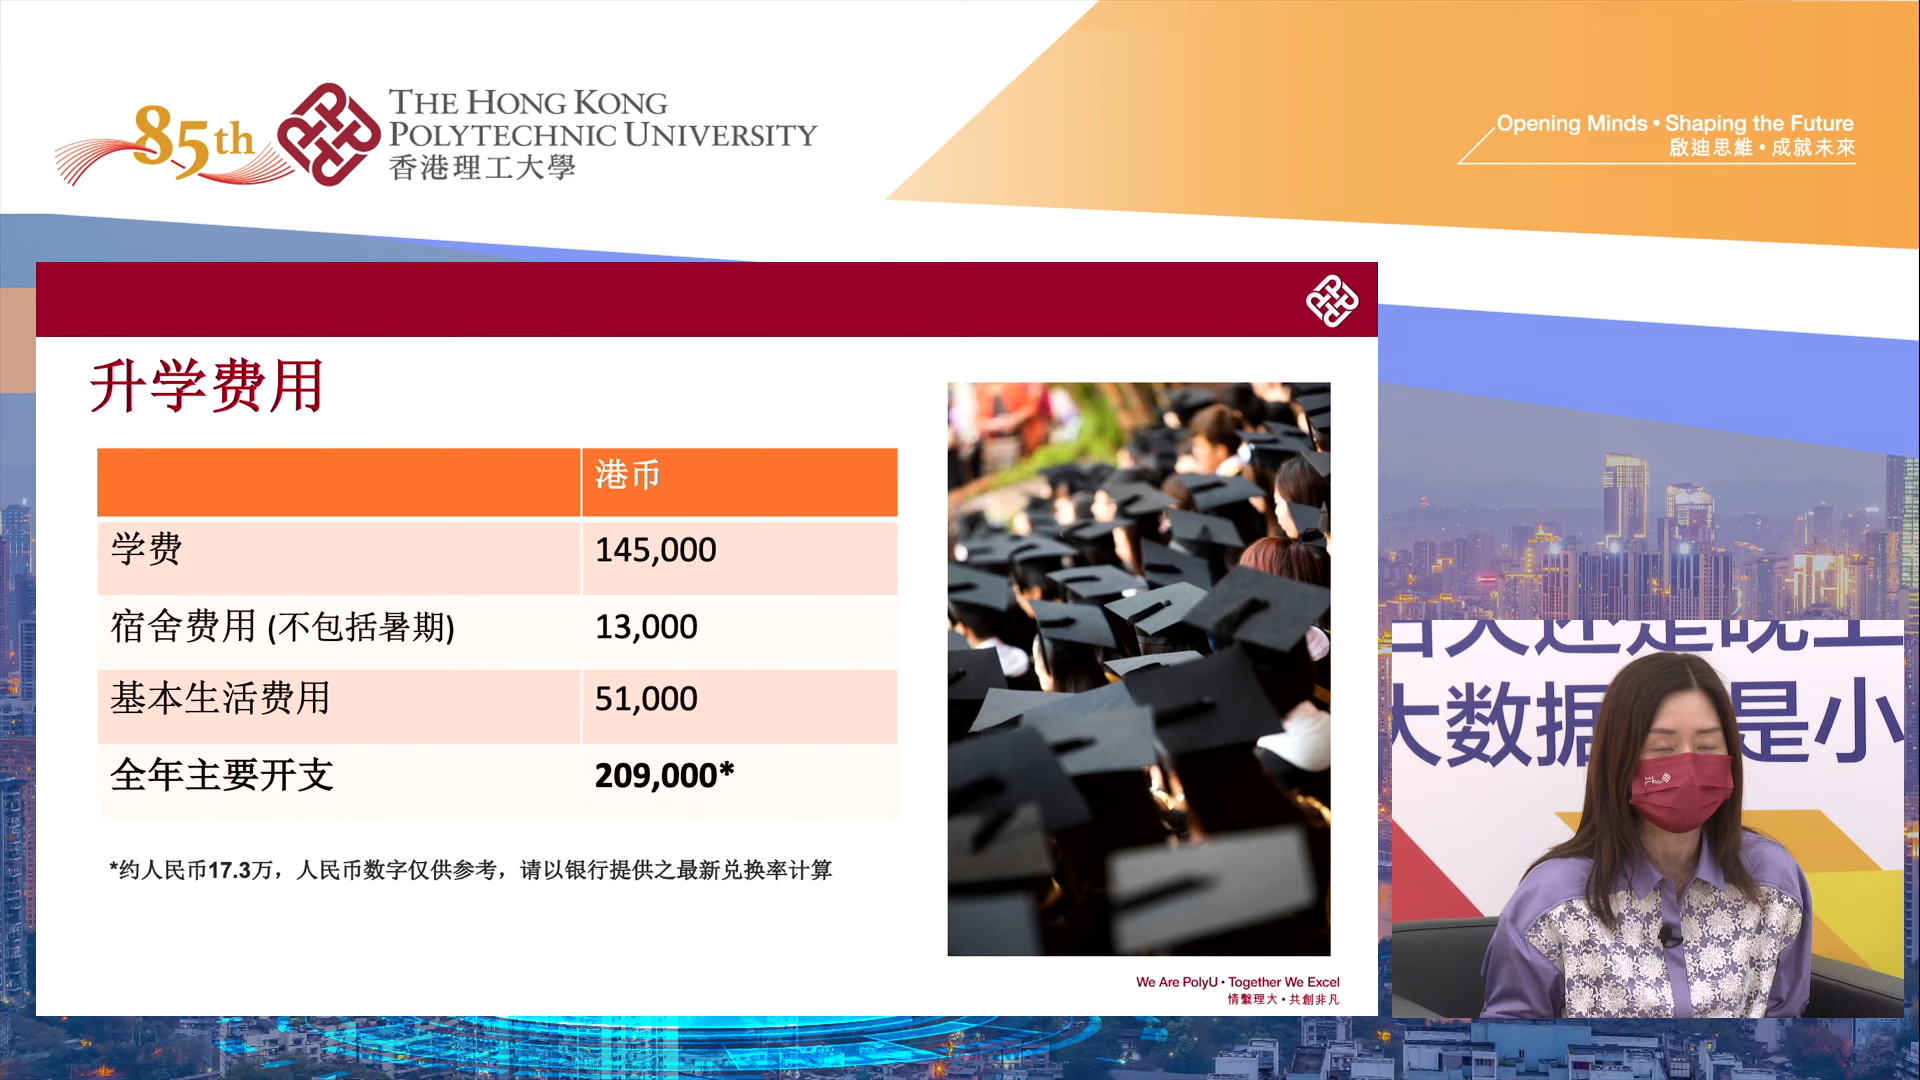 85th
THE HONG KONG
POLYTECHNIC UNIVERSITY
香港理工大學
Opening Minds • Shaping the Future
啟迪思維 • 成就未來
升学费用
港币
学费 145,000
宿舍费用 (不包括暑期) 13,000
基本生活费用 51,000
全年主要开支 209,000*
*约人民币17.3万，人民币数字仅供参考，请以银行提供之最新兑换率计算
We Are PolyU • Together We Excel
情繫理大 • 共創非凡
大数据 是小